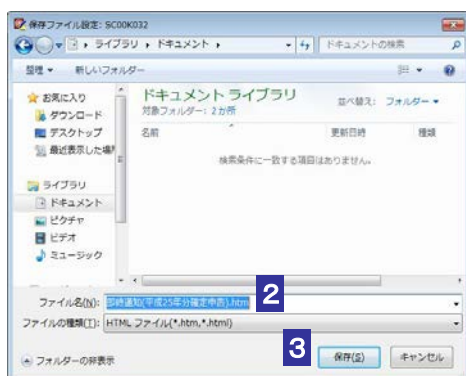 保存ファイル設定: SC00K032
ライブラリ ▸ ドキュメント ▸
ドキュメントの検索
整理 ▼ 新しいフォルダー
お気に入り
ダウンロード
デスクトップ
最近表示した場所
ライブラリ
ドキュメント
ピクチャ
ビデオ
ミュージック
ドキュメント ライブラリ
対象フォルダー: 2 か所
並べ替え: フォルダー ▼
名前 更新日時 種類
検索条件に一致する項目はありません。
ファイル名(N): 即時通知(平成25年分確定申告).htm
2
ファイルの種類(T): HTML ファイル(*.htm,*.html)
フォルダーの非表示
3
保存(S) キャンセル